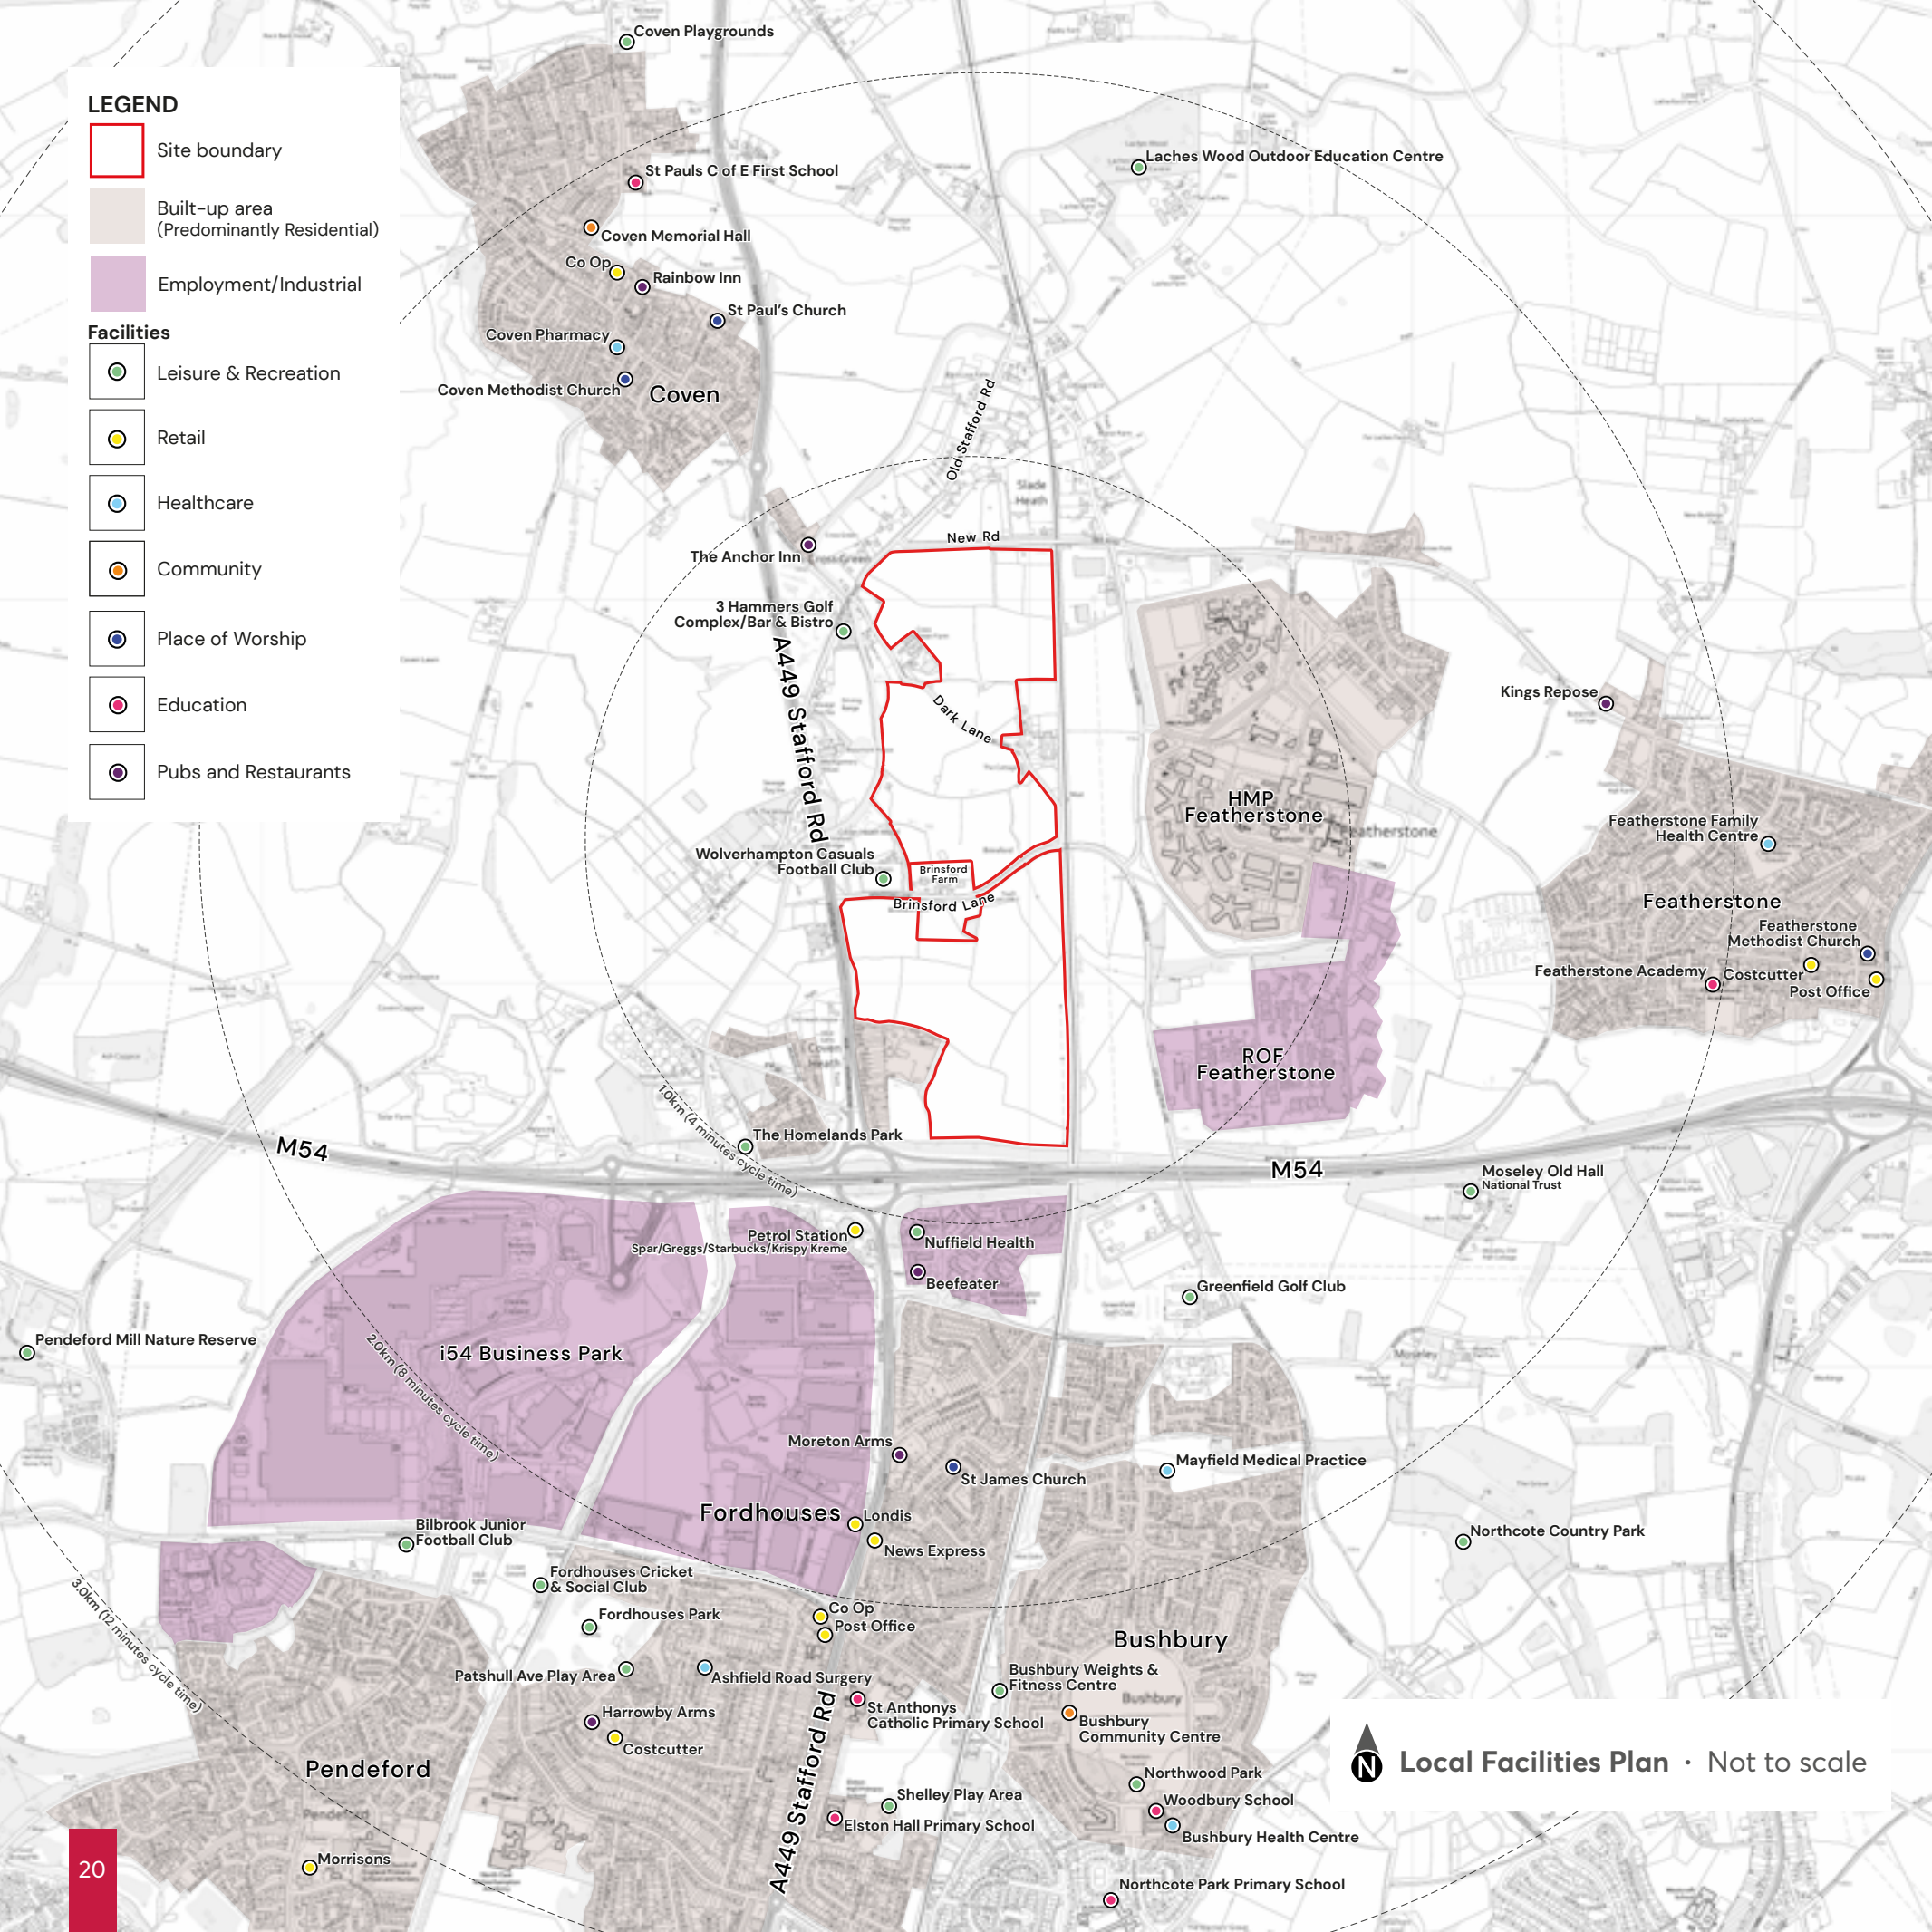 LEGEND
Site boundary
Built-up area
(Predominantly Residential)
Employment/Industrial
Facilities
Leisure & Recreation
Retail
Healthcare
Community
Place of Worship
Education
Pubs and Restaurants
Coven Playgrounds
Laches Wood Outdoor Education Centre
St Pauls C of E First School
Coven Memorial Hall
Co Op
Rainbow Inn
St Paul's Church
Coven Pharmacy
Coven Methodist Church
Coven
Old Stafford Rd
Slade
Heath
New Rd
The Anchor Inn
3 Hammers Golf
Complex/Bar & Bistro
A449 Stafford Rd
Dark Lane
Kings Repose
HMP
Featherstone
Featherstone Family
Health Centre
Wolverhampton Casuals
Football Club
Brinsford
Farm
Brinsford Lane
Featherstone
Featherstone
Methodist Church
Featherstone Academy
Costcutter
Post Office
ROF
Featherstone
1.0km (4 minutes cycle time)
The Homelands Park
M54
M54
Moseley Old Hall
National Trust
Petrol Station
Spar/Greggs/Starbucks/Krispy Kreme
Nuffield Health
Beefeater
Greenfield Golf Club
Pendeford Mill Nature Reserve
i54 Business Park
2.0km (8 minutes cycle time)
Moseley
Moreton Arms
St James Church
Mayfield Medical Practice
Fordhouses
Londis
News Express
Northcote Country Park
Bilbrook Junior
Football Club
Fordhouses Cricket
& Social Club
3.0km (12 minutes cycle time)
Fordhouses Park
Co Op
Post Office
Bushbury
Patshull Ave Play Area
Ashfield Road Surgery
Bushbury Weights &
Fitness Centre
Bushbury
St Anthonys
Catholic Primary School
Harrowby Arms
Costcutter
Bushbury
Community Centre
A449 Stafford Rd
Pendeford
Pendeford
Northwood Park
Woodbury School
Bushbury Health Centre
Shelley Play Area
Elston Hall Primary School
Morrisons
Northcote Park Primary School
N
Local Facilities Plan · Not to scale
20